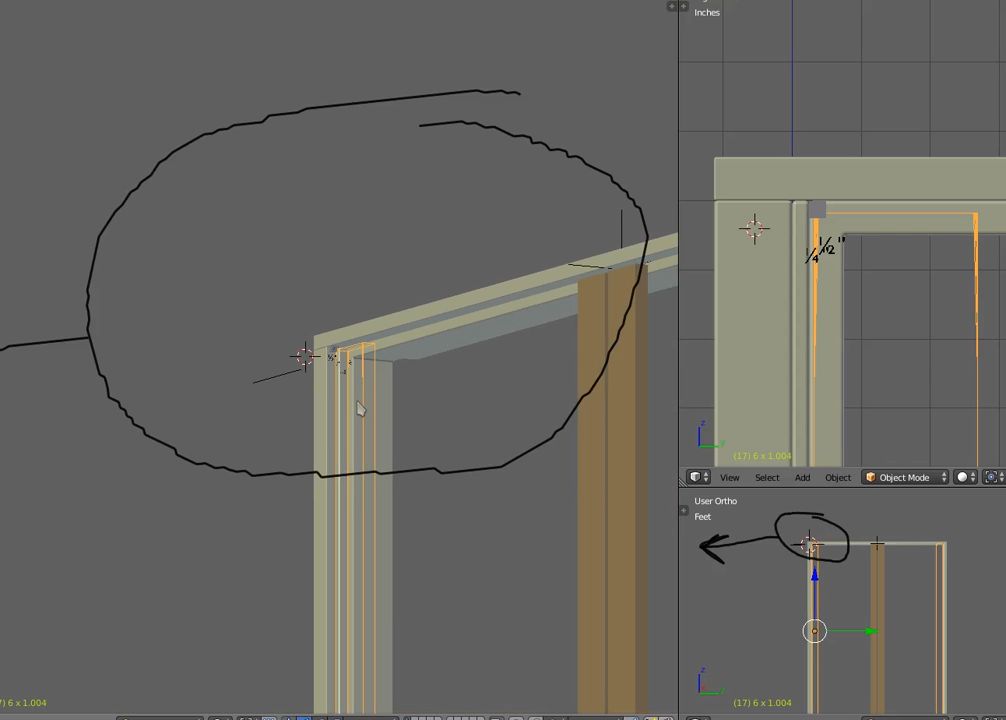 Inches
1/2"
1/4
z
y
(17) 6 x 1.004
View Select Add Object Object Mode
User Ortho
Feet
z
y
(17) 6 x 1.004
7) 6 x 1.004